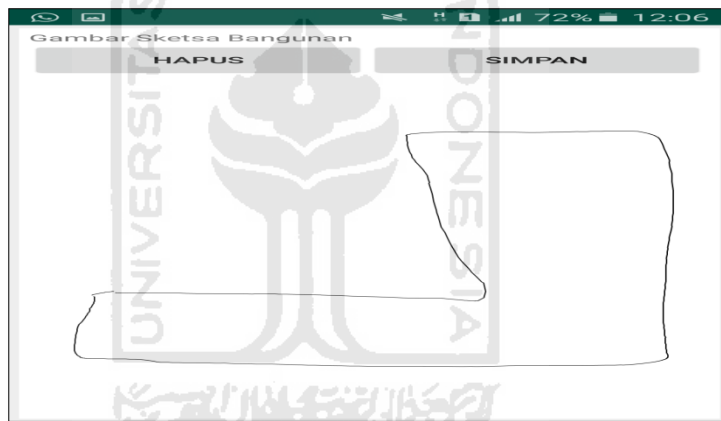 72% 12:06
Gambar Sketsa Bangunan
HAPUS SIMPAN
UNIVERSITAS
INDONESIA